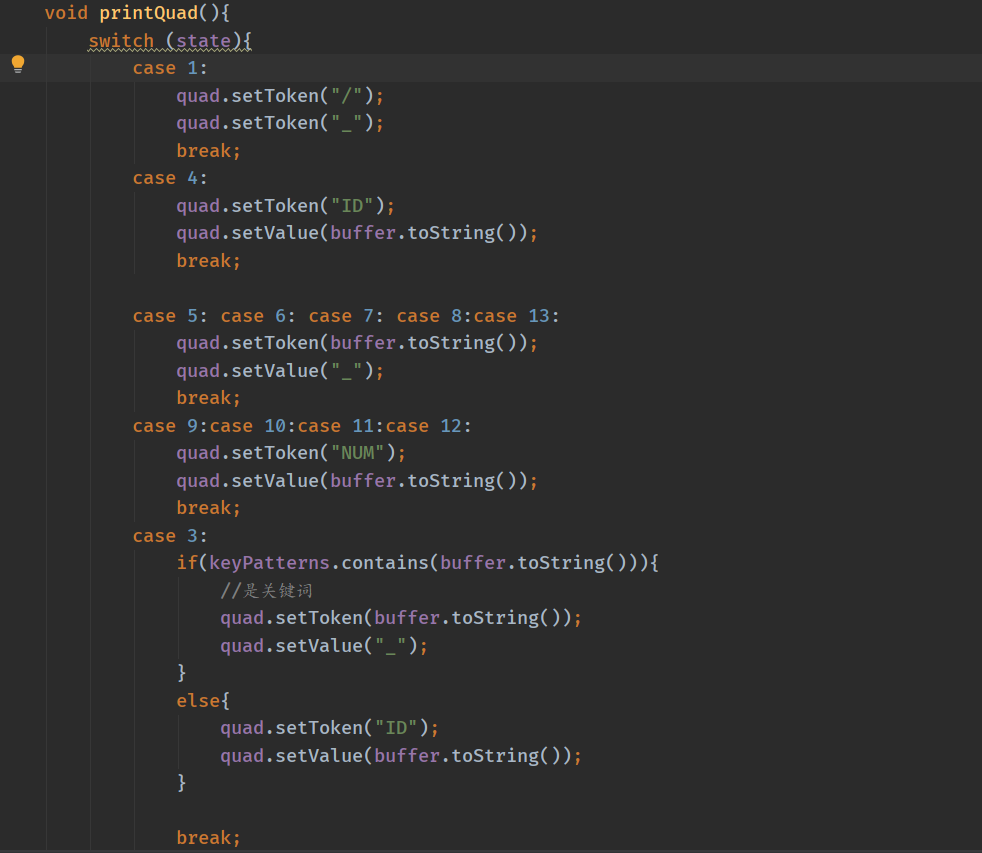 void printQuad(){
switch (state){
case 1:
quad.setToken("/");
quad.setToken("_");
break;
case 4:
quad.setToken("ID");
quad.setValue(buffer.toString());
break;
case 5: case 6: case 7: case 8:case 13:
quad.setToken(buffer.toString());
quad.setValue("_");
break;
case 9:case 10:case 11:case 12:
quad.setToken("NUM");
quad.setValue(buffer.toString());
break;
case 3:
if(keyPatterns.contains(buffer.toString())){
//是关键词
quad.setToken(buffer.toString());
quad.setValue("_");
}
else{
quad.setToken("ID");
quad.setValue(buffer.toString());
}
break;